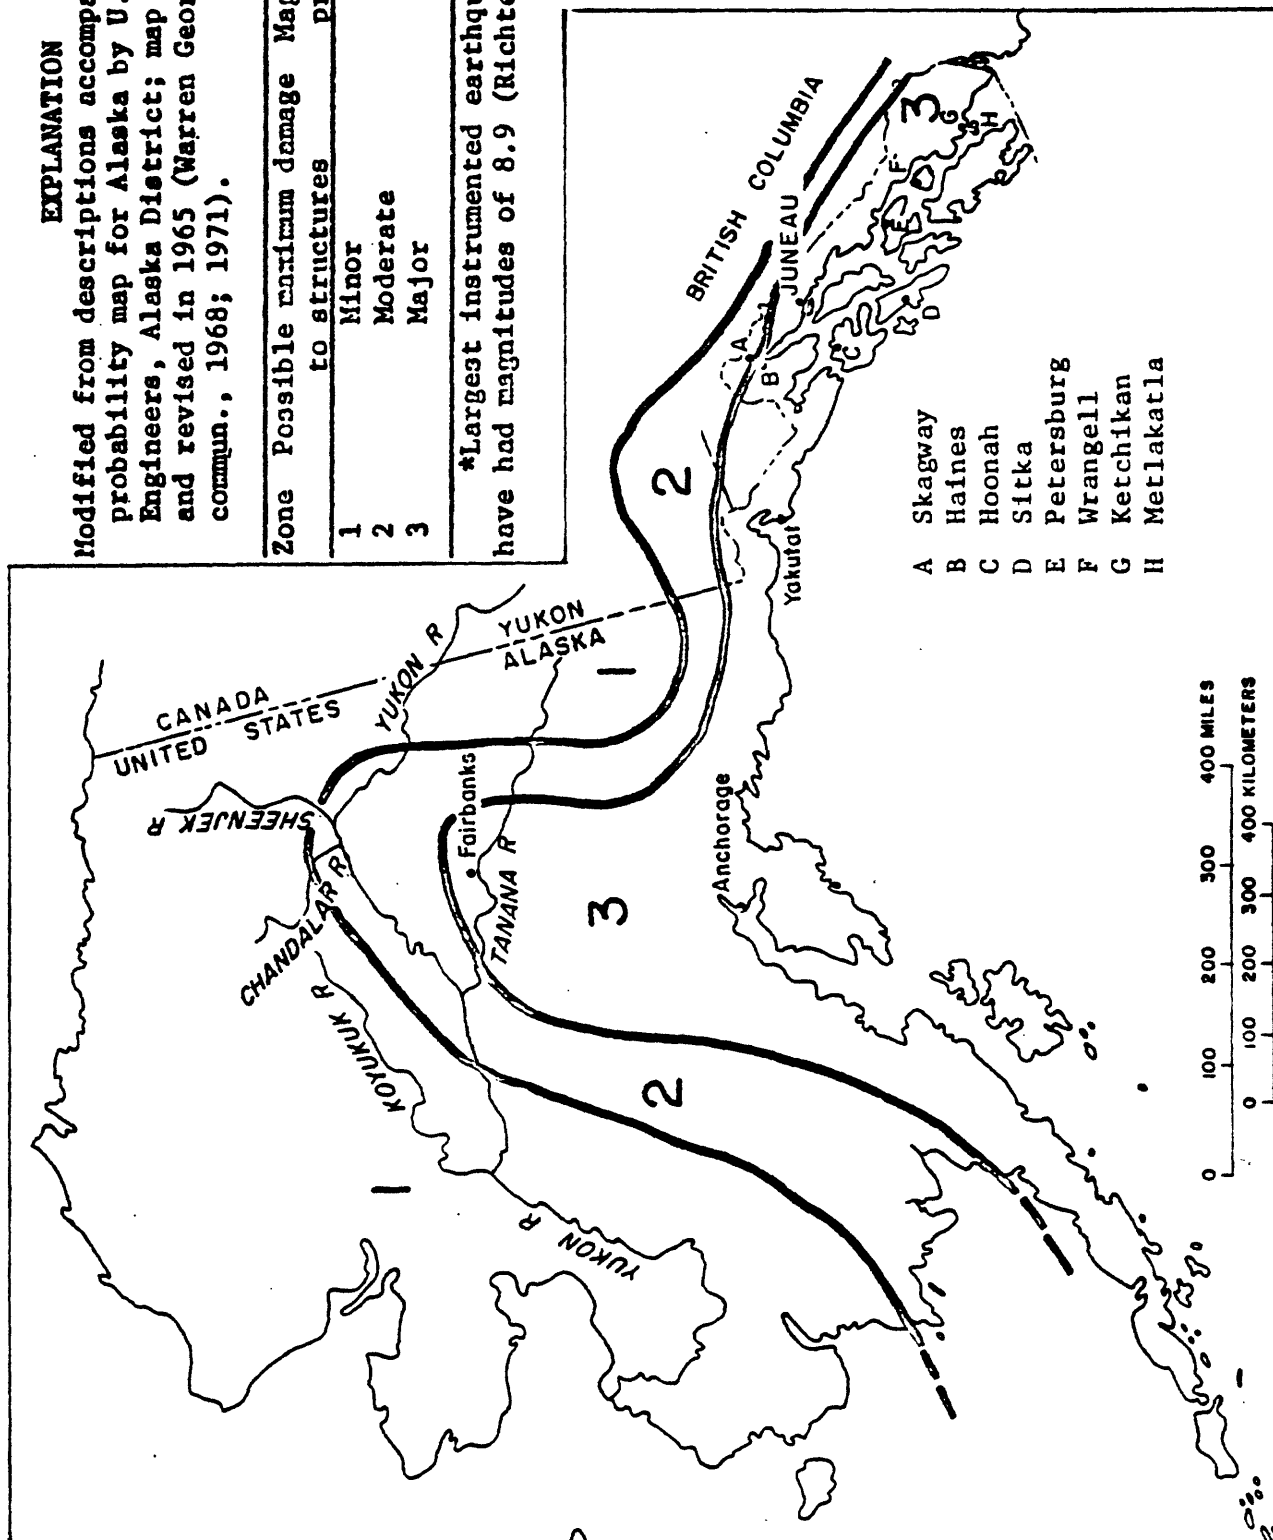 EXPLANATION
Modified from descriptions accompa
probability map for Alaska by U.
Engineers, Alaska District; map
and revised in 1965 (Warren Geor
commun., 1968; 1971).
Zone Possible maximum damage Mag
to structures pr
1 Minor
2 Moderate
3 Major
*Largest instrumented earthqu
have had magnitudes of 8.9 (Richte
CANADA
UNITED STATES
SHEENJEK R
YUKON R
YUKON
ALASKA
CHANDALAR R
KOYUKUK R
Fairbanks
TANANA R
YUKON R
1
1
2
2
3
3
BRITISH COLUMBIA
JUNEAU
Anchorage
Yakutat
A
B
C
D
E
F
G
H
A Skagway
B Haines
C Hoonah
D Sitka
E Petersburg
F Wrangell
G Ketchikan
H Metlakatla
0 100 200 300 400 MILES
0 100 200 300 400 KILOMETERS